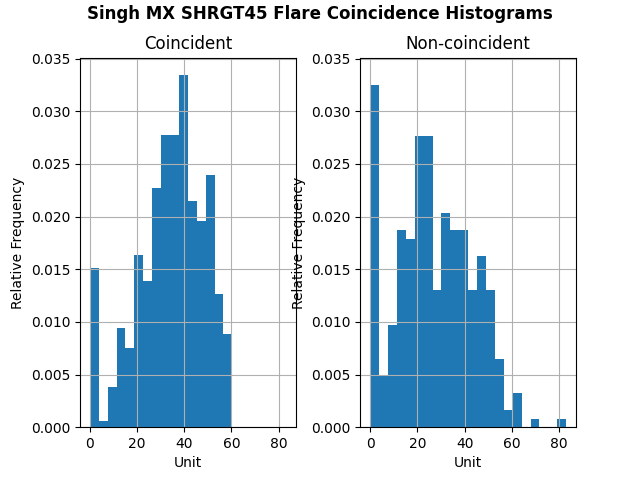 Singh MX SHRGT45 Flare Coincidence Histograms
Coincident
Non-coincident
0.035
0.030
0.025
0.020
0.015
0.010
0.005
0.000
Relative Frequency
0 20 40 60 80
Unit
0.035
0.030
0.025
0.020
0.015
0.010
0.005
0.000
Relative Frequency
0 20 40 60 80
Unit